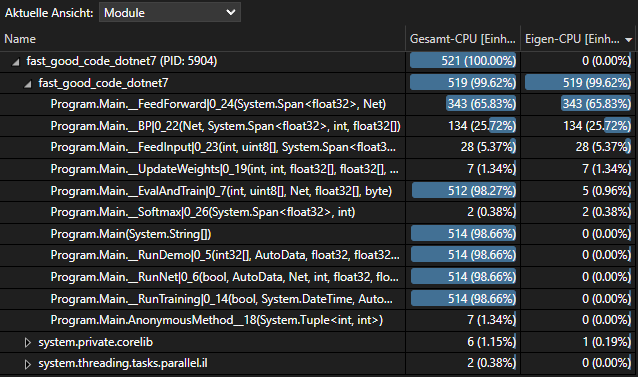 Aktuelle Ansicht: Module
Name Gesamt-CPU [Einh... Eigen-CPU [Einh...
fast_good_code_dotnet7 (PID: 5904) 521 (100.00%) 0 (0.00%)
fast_good_code_dotnet7 519 (99.62%) 519 (99.62%)
Program.Main.__FeedForward|0_24(System.Span<float32>, Net) 343 (65.83%) 343 (65.83%)
Program.Main.__BP|0_22(Net, System.Span<float32>, int, float32[]) 134 (25.72%) 134 (25.72%)
Program.Main.__FeedInput|0_23(int, uint8[], System.Span<float3... 28 (5.37%) 28 (5.37%)
Program.Main.__UpdateWeights|0_19(int, int, float32[], float32[], ... 7 (1.34%) 7 (1.34%)
Program.Main.__EvalAndTrain|0_7(int, uint8[], Net, float32[], byte) 512 (98.27%) 5 (0.96%)
Program.Main.__Softmax|0_26(System.Span<float32>, int) 2 (0.38%) 2 (0.38%)
Program.Main(System.String[]) 514 (98.66%) 0 (0.00%)
Program.Main.__RunDemo|0_5(int32[], AutoData, float32, float32... 514 (98.66%) 0 (0.00%)
Program.Main.__RunNet|0_6(bool, AutoData, Net, int, float32, flo... 514 (98.66%) 0 (0.00%)
Program.Main.__RunTraining|0_14(bool, System.DateTime, Auto... 514 (98.66%) 0 (0.00%)
Program.Main.AnonymousMethod__18(System.Tuple<int, int>) 7 (1.34%) 0 (0.00%)
system.private.corelib 6 (1.15%) 1 (0.19%)
system.threading.tasks.parallel.il 2 (0.38%) 0 (0.00%)